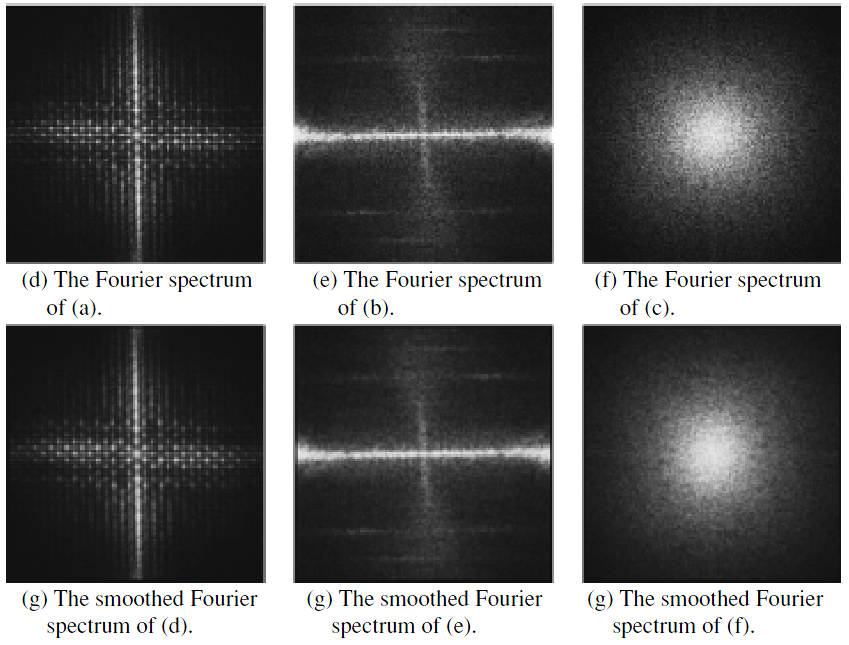 (d) The Fourier spectrum
of (a).
(e) The Fourier spectrum
of (b).
(f) The Fourier spectrum
of (c).
(g) The smoothed Fourier
spectrum of (d).
(g) The smoothed Fourier
spectrum of (e).
(g) The smoothed Fourier
spectrum of (f).